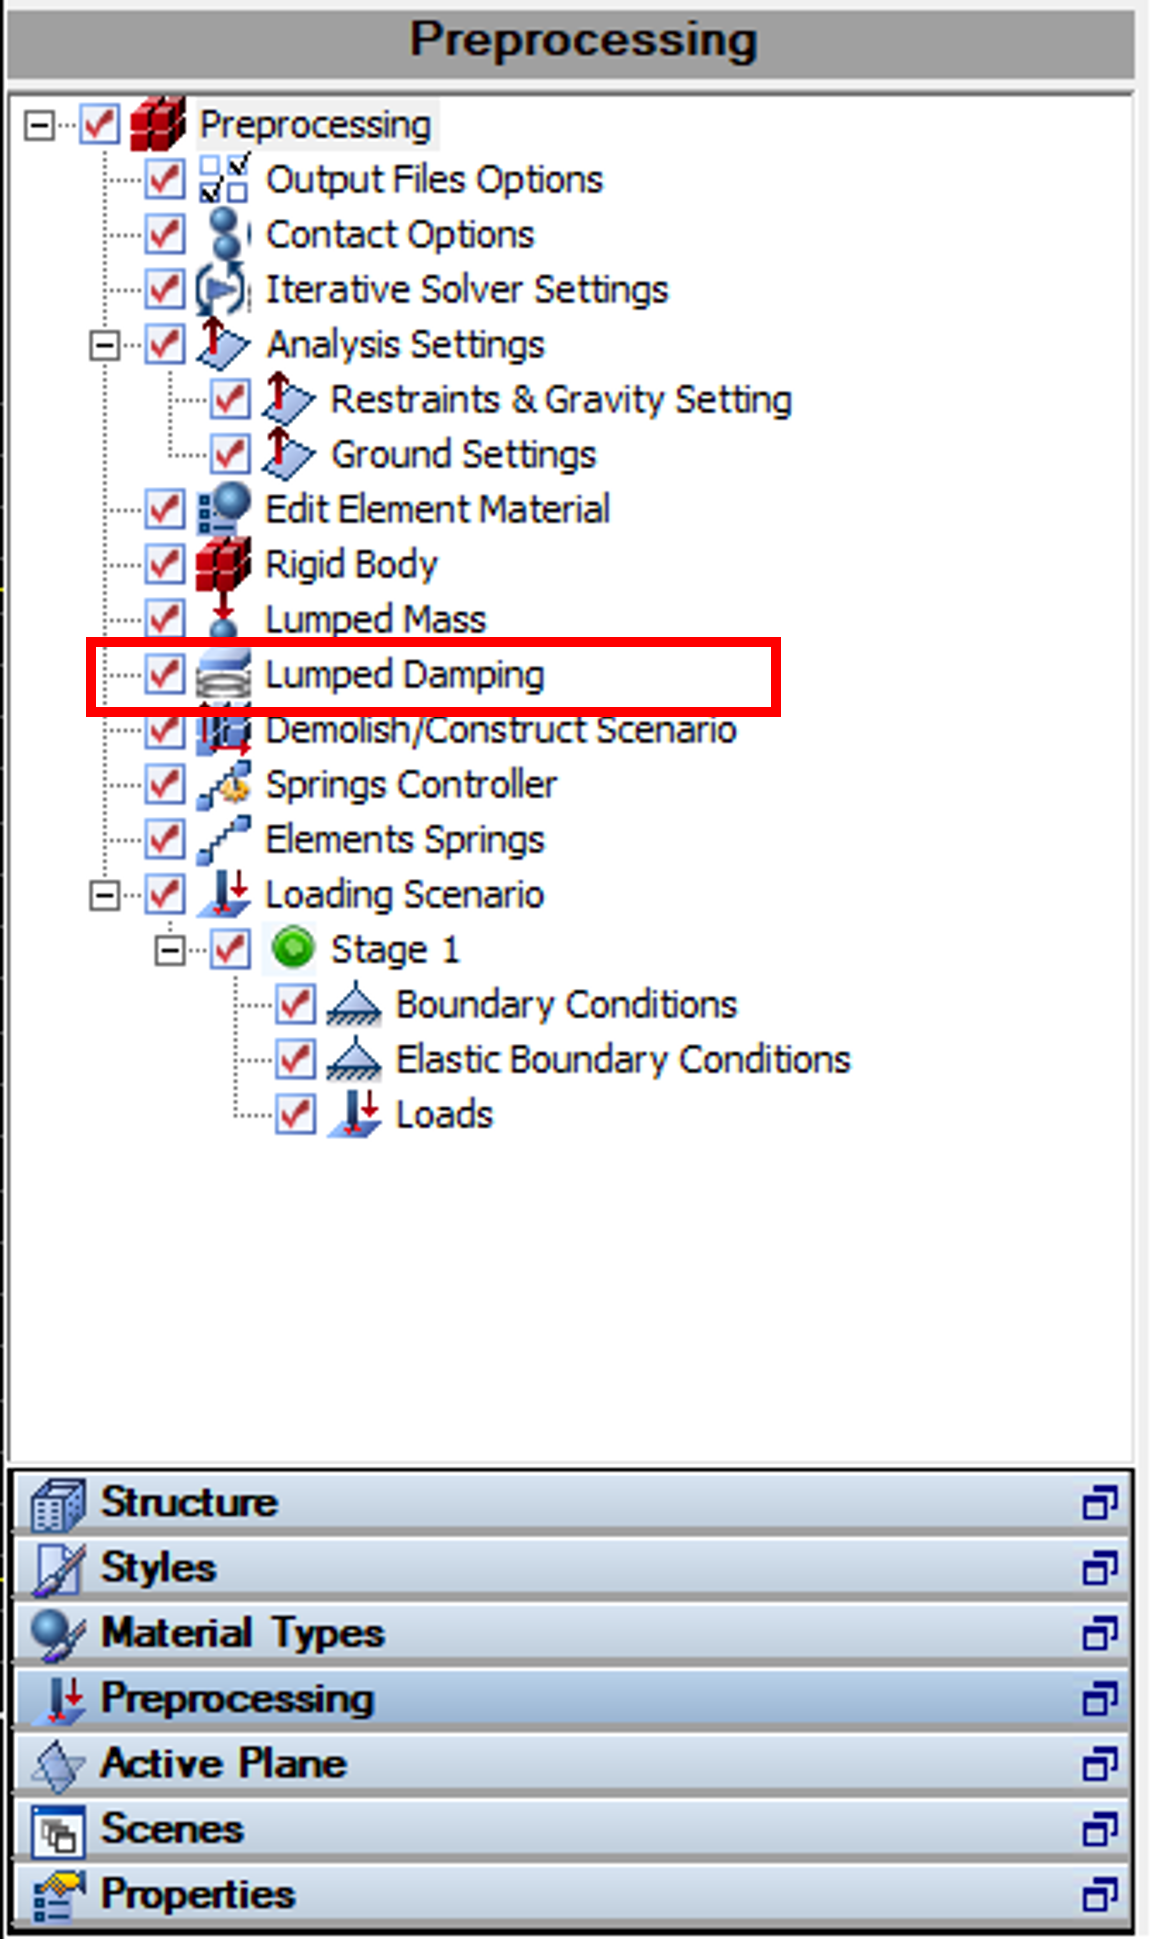 Preprocessing
Preprocessing
Output Files Options
Contact Options
Iterative Solver Settings
Analysis Settings
Restraints & Gravity Setting
Ground Settings
Edit Element Material
Rigid Body
Lumped Mass
Lumped Damping
Demolish/Construct Scenario
Springs Controller
Elements Springs
Loading Scenario
Stage 1
Boundary Conditions
Elastic Boundary Conditions
Loads
Structure
Styles
Material Types
Preprocessing
Active Plane
Scenes
Properties